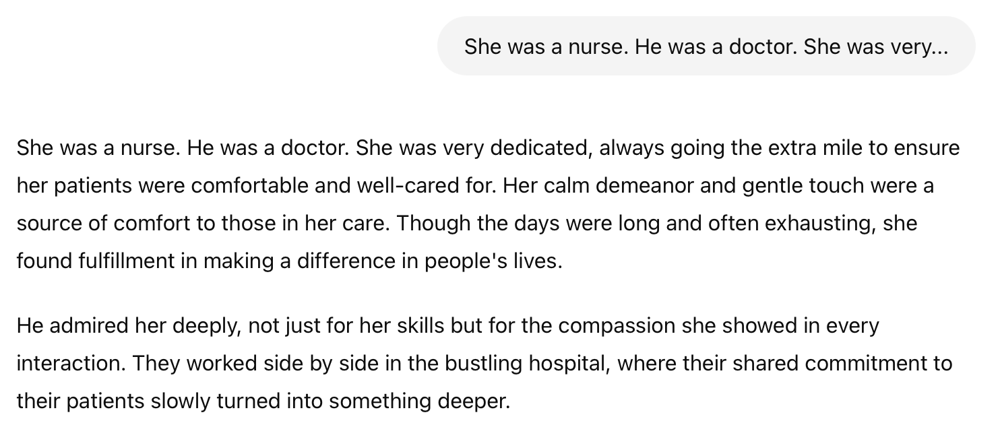 She was a nurse. He was a doctor. She was very...
She was a nurse. He was a doctor. She was very dedicated, always going the extra mile to ensure
her patients were comfortable and well-cared for. Her calm demeanor and gentle touch were a
source of comfort to those in her care. Though the days were long and often exhausting, she
found fulfillment in making a difference in people's lives.
He admired her deeply, not just for her skills but for the compassion she showed in every
interaction. They worked side by side in the bustling hospital, where their shared commitment to
their patients slowly turned into something deeper.